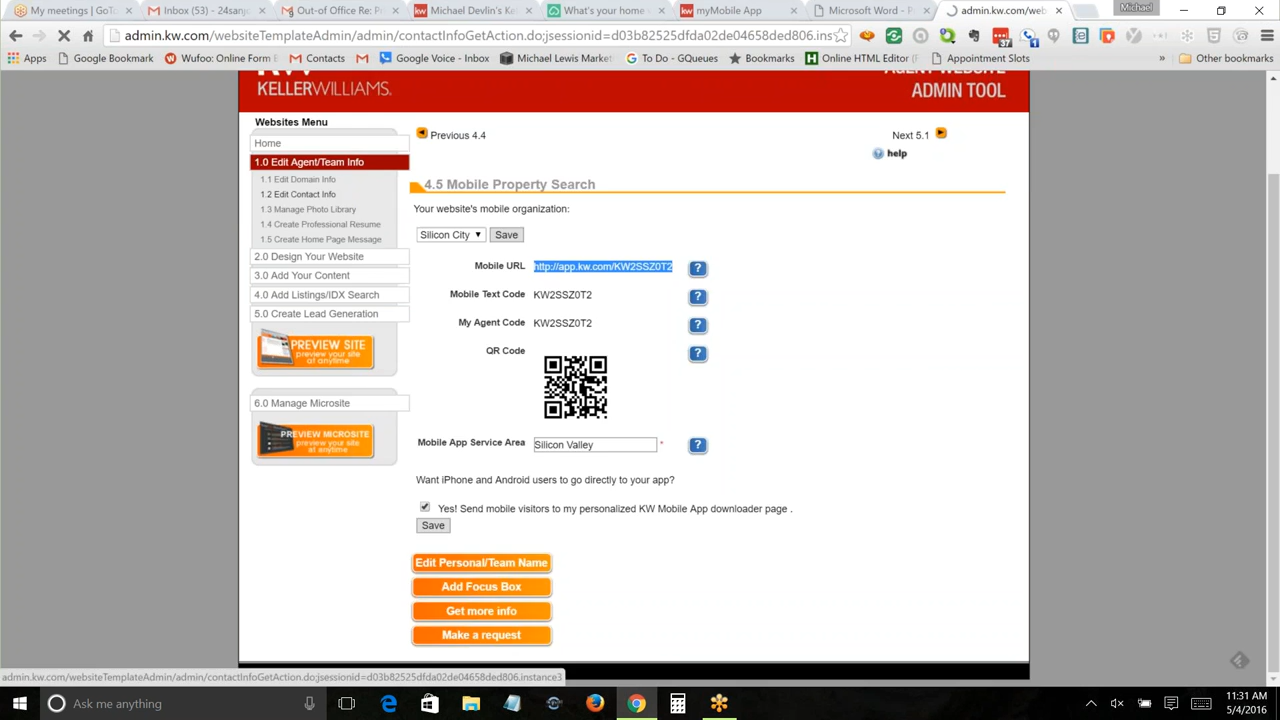 My meetings | GoTo
Inbox (53) - 24sanj
Out-of Office Re: P
Michael Devlin's Ke
What's your home v
myMobile App
Microsoft Word - P
admin.kw.com/web
Michael
admin.kw.com/websiteTemplateAdmin/admin/contactInfoGetAction.do;jsessionid=d03b82525dfda02de04658ded806.ins
37
1
Apps
Google Bookmark
Wufoo: Online Form
Contacts
Google Voice - Inbox
Michael Lewis Marke
To Do - GQueues
Bookmarks
Online HTML Editor (
Appointment Slots
»
Other bookmarks
KELLERWILLIAMS.
AGENT WEBSITE
ADMIN TOOL
Websites Menu
Home
1.0 Edit Agent/Team Info
1.1 Edit Domain Info
1.2 Edit Contact Info
1.3 Manage Photo Library
1.4 Create Professional Resume
1.5 Create Home Page Message
2.0 Design Your Website
3.0 Add Your Content
4.0 Add Listings/IDX Search
5.0 Create Lead Generation
PREVIEW SITE
preview your site
at anytime
6.0 Manage Microsite
PREVIEW MICROSITE
preview your site
at anytime
Previous 4.4
Next 5.1
help
4.5 Mobile Property Search
Your website's mobile organization:
Silicon City
Save
Mobile URL http://app.kw.com/KW2SSZ0T2 ?
Mobile Text Code KW2SSZ0T2 ?
My Agent Code KW2SSZ0T2 ?
QR Code ?
Mobile App Service Area Silicon Valley * ?
Want iPhone and Android users to go directly to your app?
Yes! Send mobile visitors to my personalized KW Mobile App downloader page .
Save
Edit Personal/Team Name
Add Focus Box
Get more info
Make a request
admin.kw.com/websiteTemplateAdmin/admin/contactInfoGetAction.do;jsessionid=d03b82525dfda02de04658ded806.instance3
Ask me anything
11:31 AM
5/4/2016